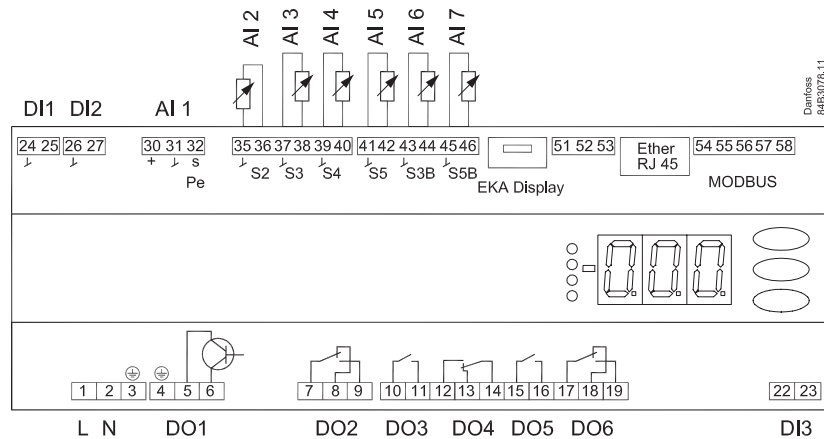 AI 2 AI 3 AI 4 AI 5 AI 6 AI 7
Danfoss
84B3078.11
DI1 DI2 AI 1
24 25 26 27 30 31 32 35 36 37 38 39 40 41 42 43 44 45 46 51 52 53 Ether RJ 45 54 55 56 57 58
+ s
Pe
S2 S3 S4 S5 S3B S5B
EKA Display
MODBUS
0.0.0.
1 2 3 4 5 6 7 8 9 10 11 12 13 14 15 16 17 18 19 22 23
L N DO1 DO2 DO3 DO4 DO5 DO6 DI3